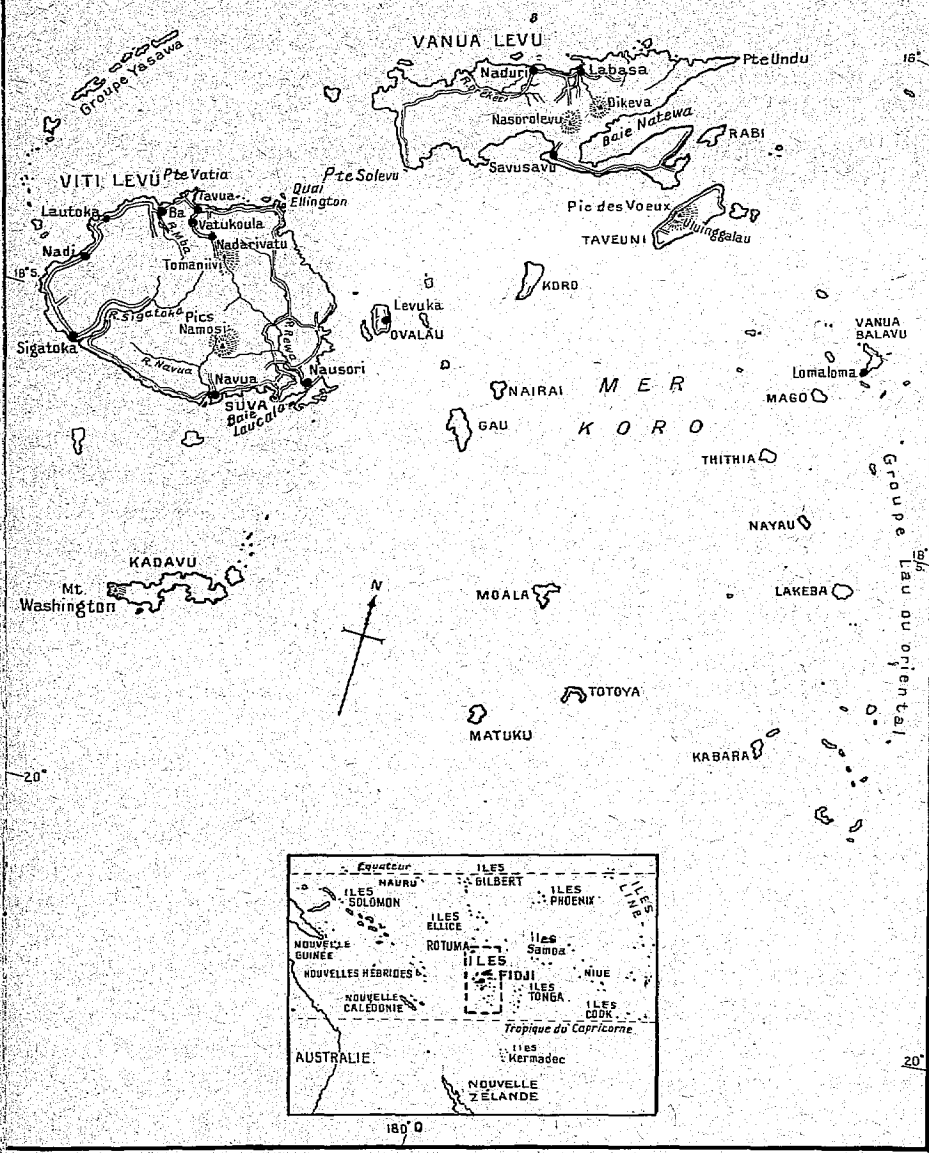 VANUA LEVU
Naduri
Labasa
Pte Undu
16°
Groupe Yasawa
Dikeva
Nasorolevu
Baie Natewa
RABI
Savusavu
VITI LEVU
Pte Vatia
Pte Solevu
Quai
Ellington
Tavua
Lautoka
Ba
Vatukoula
R. Mba
Nadarivatu
Nadi
Tomaniivi
Pic des Voeux
Uluinggalau
TAVEUNI
18°S.
KORO
R. Sigatoka
Pics
Namosi
R. Rewa
Levuka
OVALAU
Sigatoka
R. Navua
Navua
Nausori
SUVA
Baie
Laucala
VANUA
BALAVU
Lomaloma
MAGO
NAIRAI
MER
KORO
GAU
THITHIA
Groupe Lau ou oriental
NAYAU
18°
KADAVU
Mt.
Washington
N
MOALA
LAKEBA
TOTOYA
MATUKU
KABARA
20°
Equateur
ILES
GILBERT
NAURU
ILES
SOLOMON
ILES
PHOENIX
ILES
LINE
ILES
ELLICE
ROTUMA
NOUVELLE
GUINÉE
Iles
Samoa
ILES
FIDJI
NOUVELLES HÉBRIDES
NIUE
ILES
TONGA
NOUVELLE
CALÉDONIE
ILES
COOK
Tropique du Capricorne
AUSTRALIE
Iles
Kermadec
NOUVELLE
ZÉLANDE
20°
180° O